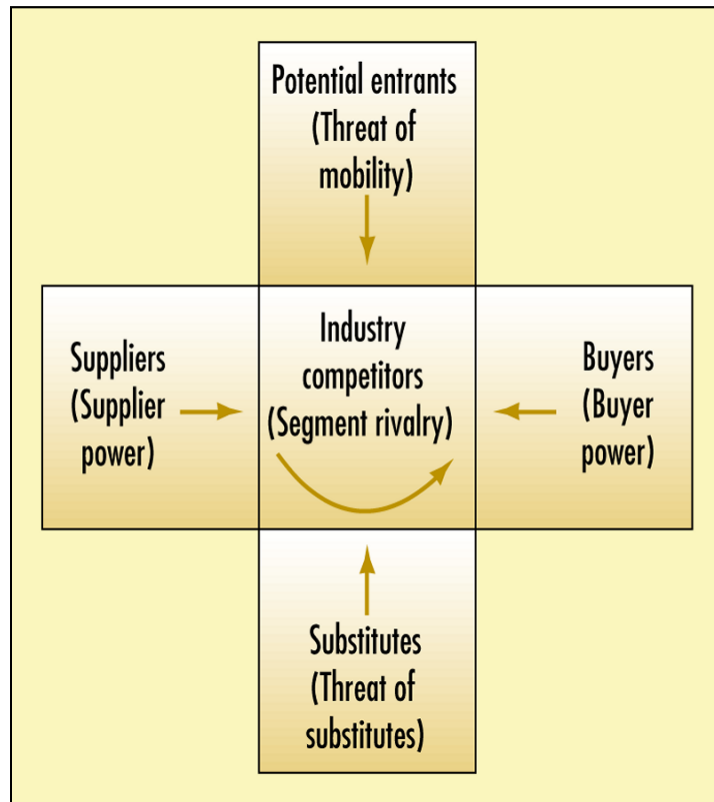 Potential entrants
(Threat of
mobility)
Suppliers
(Supplier
power)
Industry
competitors
(Segment rivalry)
Buyers
(Buyer
power)
Substitutes
(Threat of
substitutes)